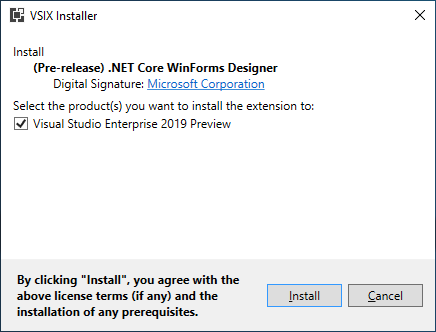 VSIX Installer
Install
(Pre-release) .NET Core WinForms Designer
Digital Signature: Microsoft Corporation
Select the product(s) you want to install the extension to:
Visual Studio Enterprise 2019 Preview
By clicking "Install", you agree with the
above license terms (if any) and the
installation of any prerequisites.
Install
Cancel